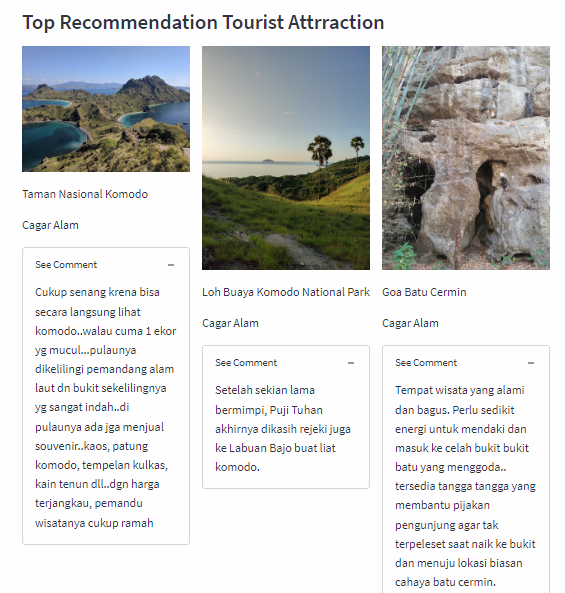 Top Recommendation Tourist Attrraction
Taman Nasional Komodo
Cagar Alam
See Comment
Cukup senang krena bisa
secara langsung lihat
komodo..walau cuma 1 ekor
yg mucul...pulaunya
dikelilingi pemandang alam
laut dn bukit sekelilingnya
yg sangat indah..di
pulaunya ada jga menjual
souvenir..kaos, patung
komodo, tempelan kulkas,
kain tenun dll..dgn harga
terjangkau, pemandu
wisatanya cukup ramah
Loh Buaya Komodo National Park
Cagar Alam
See Comment
Setelah sekian lama
bermimpi, Puji Tuhan
akhirnya dikasih rejeki juga
ke Labuan Bajo buat liat
komodo.
Goa Batu Cermin
Cagar Alam
See Comment
Tempat wisata yang alami
dan bagus. Perlu sedikit
energi untuk mendaki dan
masuk ke celah bukit bukit
batu yang menggoda..
tersedia tangga tangga yang
membantu pijakan
pengunjung agar tak
terpeleset saat naik ke bukit
dan menuju lokasi biasan
cahaya batu cermin.